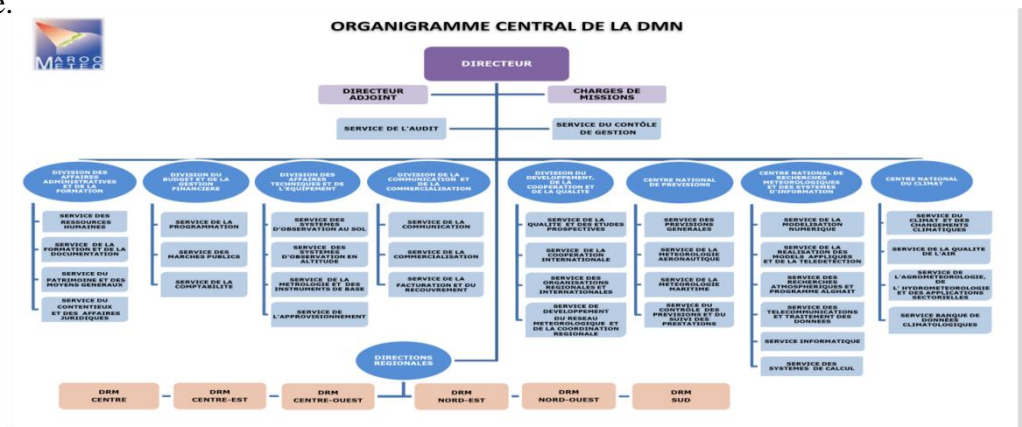 e.
ORGANIGRAMME CENTRAL DE LA DMN
MAROC
METEO
DIRECTEUR
DIRECTEUR
ADJOINT
CHARGES DE
MISSIONS
SERVICE DE L'AUDIT
SERVICE DU CONTÔLE
DE GESTION
DIVISION DES
AFFAIRES
ADMINISTRATIVES
ET DE LA
FORMATION
DIVISION DU
BUDGET ET DE LA
GESTION
FINANCIERE
DIVISION DES
AFFAIRES
TECHNIQUES ET DE
L'EQUIPEMENT
DIVISION DE LA
COMMUNICATION ET
DE LA
COMMERCIALISATION
DIVISION DU
DEVELOPPEMENT,
DE LA
COOPERATION ET
DE LA QUALITE
CENTRE NATIONAL
DE PREVISIONS
CENTRE NATIONAL DE
RECHERCHES
METEOROLOGIQUES
ET DES SYSTEMES
D'INFORMATION
CENTRE NATIONAL
DU CLIMAT
SERVICE DES
RESSOURCES
HUMAINES
SERVICE DE LA
FORMATION ET DE LA
DOCUMENTATION
SERVICE DU
PATRIMOINE ET DES
MOYENS GENERAUX
SERVICE DU
CONTENTIEUX
ET DES AFFAIRES
JURIDIQUES
SERVICE DE LA
PROGRAMMATION
SERVICE DES
MARCHES PUBLICS
SERVICE DE LA
COMPTABILITE
SERVICE DES
SYSTEMES
D'OBSERVATION AU SOL
SERVICE DES
SYSTEMES
D'OBSERVATION EN
ALTITUDE
SERVICE DE LA
METROLOGIE ET DES
INSTRUMENTS DE BASE
SERVICE DE
L'APPROVISIONNEMENT
SERVICE DE LA
COMMUNICATION
SERVICE DE LA
COMMERCIALISATION
SERVICE DE LA
FACTURATION ET DU
RECOUVREMENT
SERVICE DE LA
QUALITE ET DES ETUDES
PROSPECTIVES
SERVICE DE LA
COOPERATION
INTERNATIONALE
SERVICE DES
ORGANISATIONS
REGIONALES ET
INTERNATIONALES
SERVICE DE
DEVELOPPEMENT
DU RESEAU
METEOROLOGIQUE ET
DE LA COORDINATION
REGIONALE
SERVICE DES
PREVISIONS
GENERALES
SERVICE DE LA
METEOROLOGIE
AERONAUTIQUE
SERVICE DE LA
METEOROLOGIE
MARITIME
SERVICE DU
CONTRÔLE DES
PREVISIONS ET DU
SUIVI DES
PRESTATIONS
SERVICE DE LA
MODELISATION
NUMERIQUE
SERVICE DE LA
REALISATION DES
MODELS APPLIQUES
ET DE LA TELEDETECTION
SERVICE DES
RECHERCHES
ATMOSPHERIQUES ET
PROGRAMME ALGHAIT
SERVICE DES
TELECOMMUNICATIONS
ET TRAITEMENT DES
DONNEES
SERVICE INFORMATIQUE
SERVICE DES
SYSTEMES DE CALCUL
SERVICE DU
CLIMAT ET DES
CHANGEMENTS
CLIMATIQUES
SERVICE DE LA QUALITE
DE L'AIR
SERVICE DE
L'AGROMETEOROLOGIE,
DE
L' HYDROMETEOROLOGIE
ET DES APPLICATIONS
SECTORIELLES
SERVICE BANQUE DE
DONNÉES
CLIMATOLOGIQUES
DIRECTIONS
REGIONALES
DRM
CENTRE
DRM
CENTRE-EST
DRM
CENTRE-OUEST
DRM
NORD-EST
DRM
NORD-OUEST
DRM
SUD